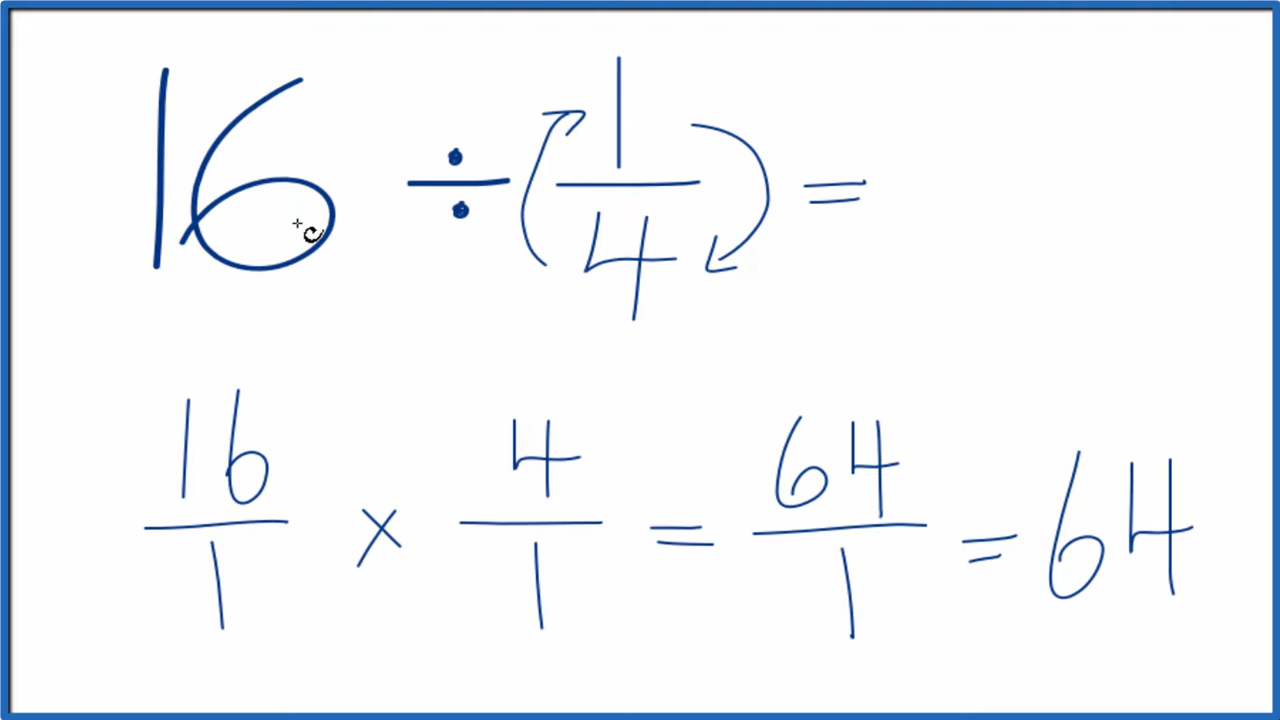 16 ÷ 1/4 =
16/1 × 4/1 = 64/1 = 64